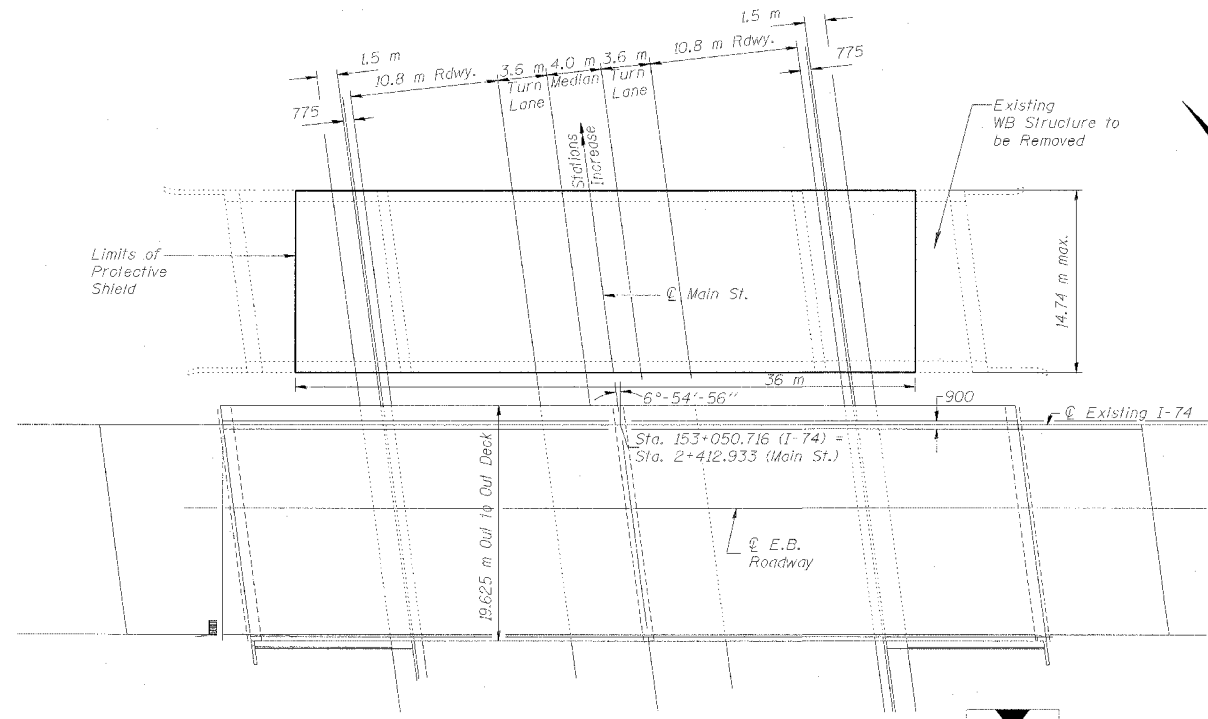 1.5 m
1.5 m
10.8 m Rdwy.
3.6 m
4.0 m
3.6 m
10.8 m Rdwy.
775
Turn
Lane
Median
Turn
Lane
775
Stations
Increase
Existing
WB Structure to
be Removed
Limits of
Protective
Shield
℄ Main St.
14.74 m max.
36 m
6°-54'-56"
900
℄ Existing I-74
Sta. 153+050.716 (I-74) =
Sta. 2+412.933 (Main St.)
19.625 m Out to Out Deck
℄ E.B.
Roadway